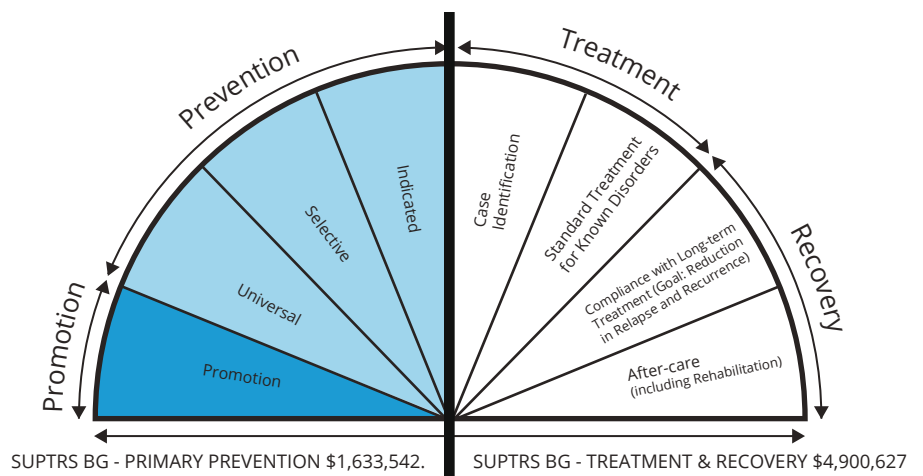 Promotion
Prevention
Treatment
Recovery
Promotion
Universal
Selective
Indicated
Case
Identification
Standard Treatment
for Known Disorders
Compliance with Long-term
Treatment (Goal: Reduction
in Relapse and Recurrence)
After-care
(including Rehabilitation)
SUPTRS BG - PRIMARY PREVENTION $1,633,542.
SUPTRS BG - TREATMENT & RECOVERY $4,900,627